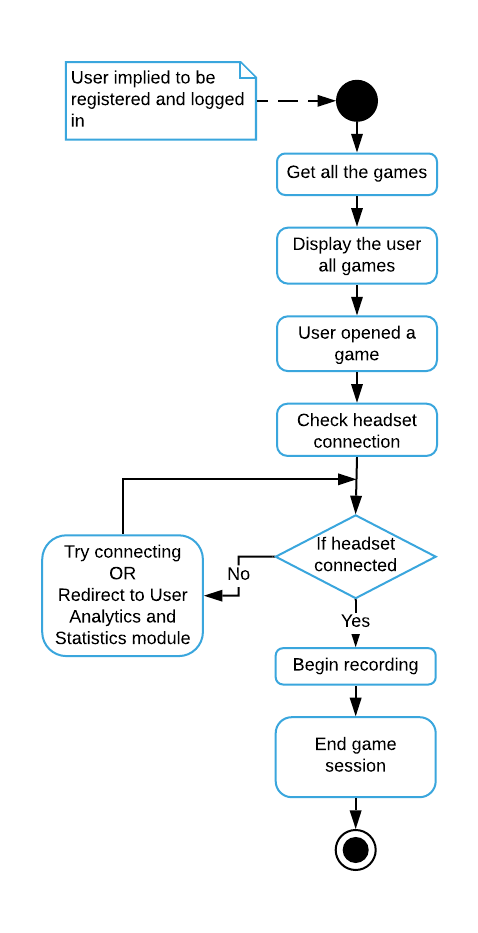 User implied to be
registered and logged
in
Get all the games
Display the user
all games
User opened a
game
Check headset
connection
If headset
connected
No
Try connecting
OR
Redirect to User
Analytics and
Statistics module
Yes
Begin recording
End game
session